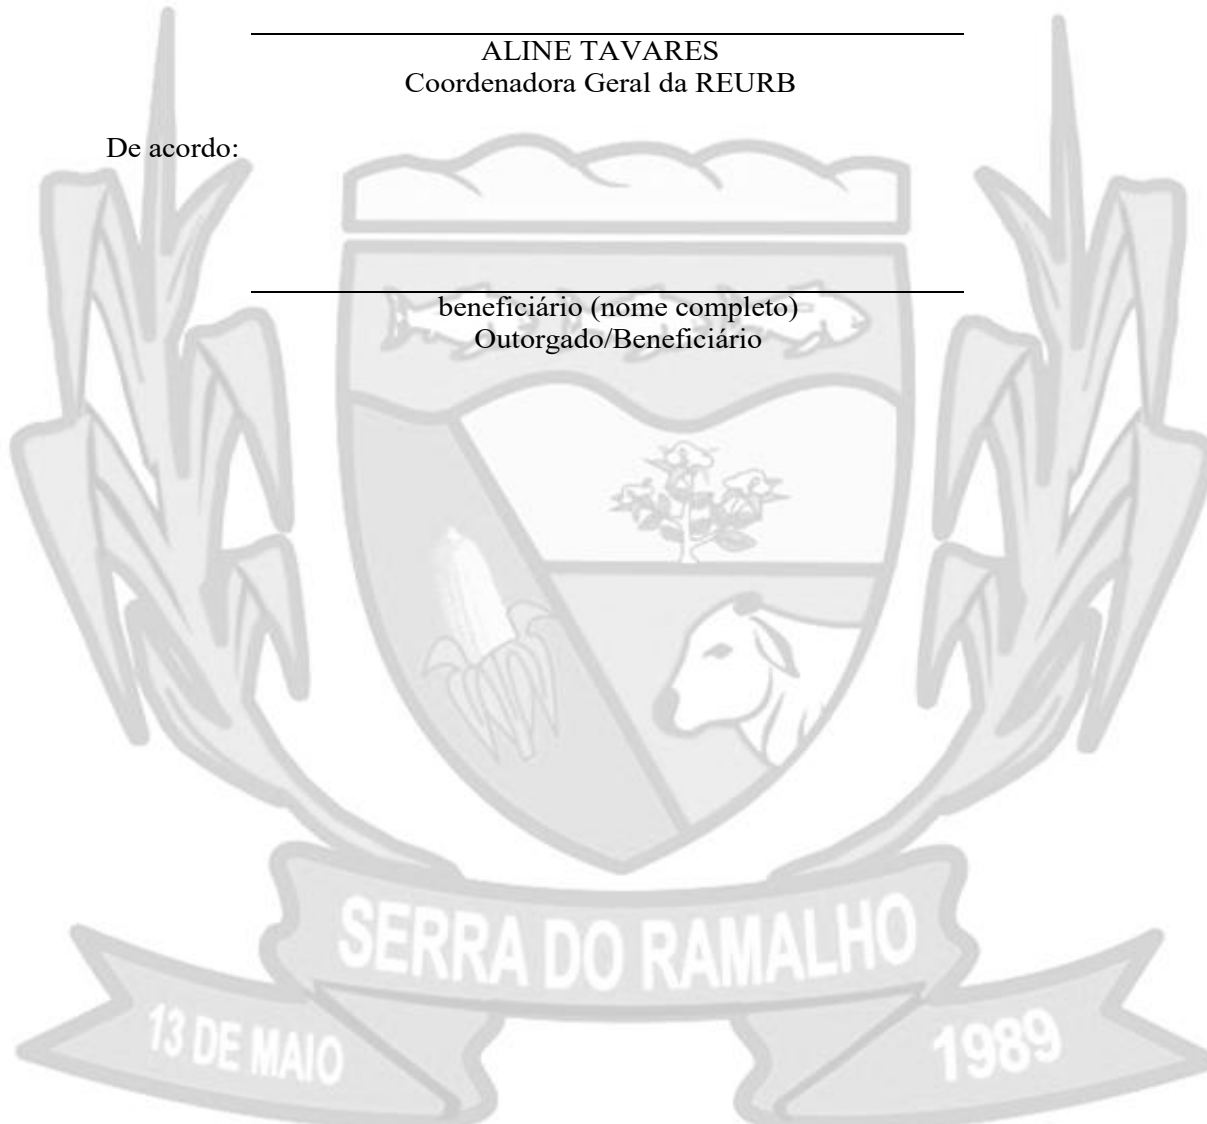 ALINE TAVARES
Coordenadora Geral da REURB
De acordo:
beneficiário (nome completo)
Outorgado/Beneficiário
SERRA DO RAMALHO
13 DE MAIO
1989